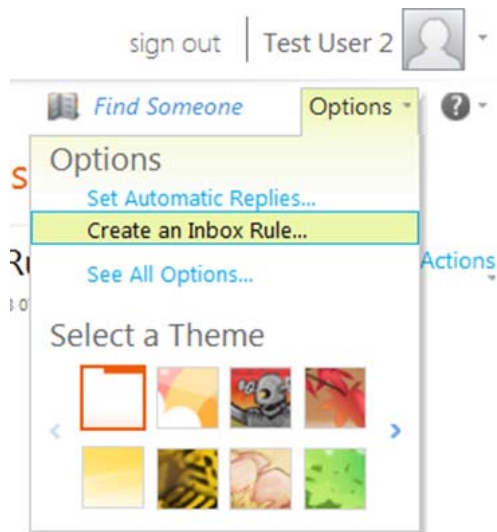 sign out Test User 2
Find Someone Options
Options
Set Automatic Replies...
Create an Inbox Rule...
See All Options...
Actions
Select a Theme